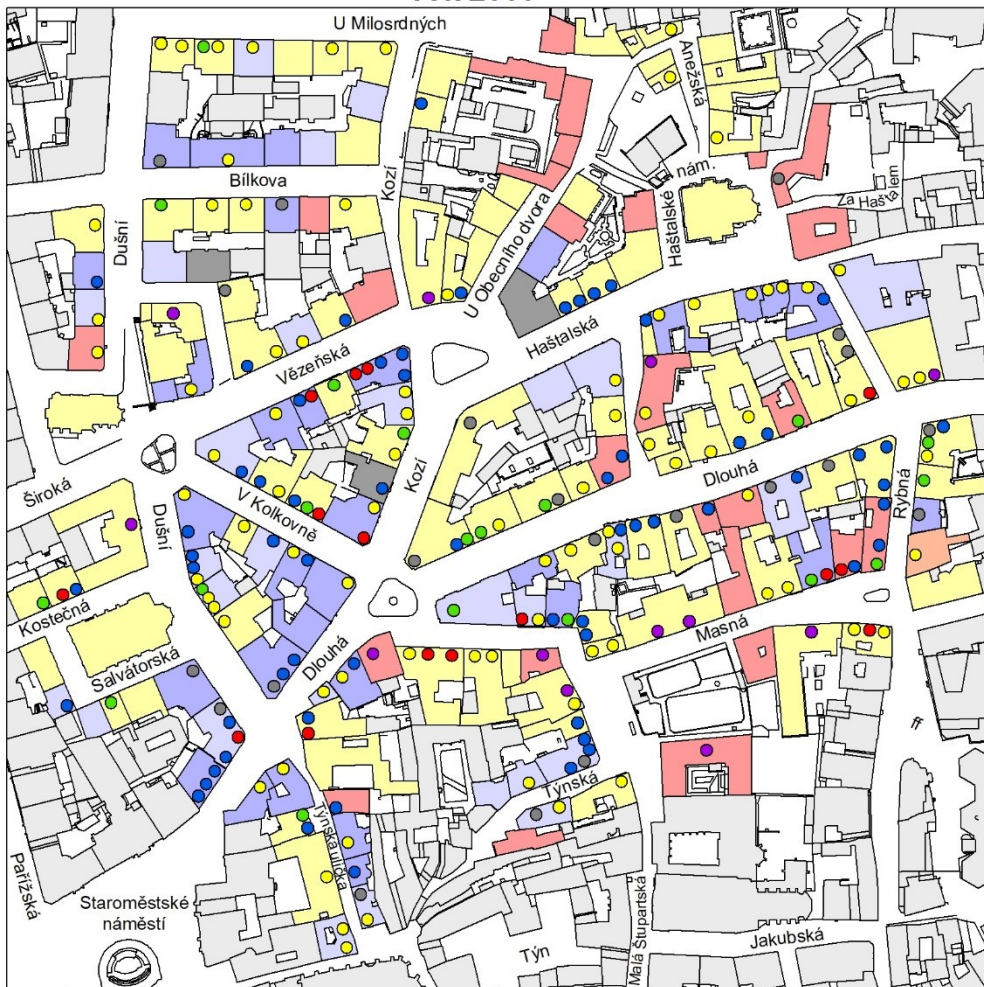 U Milosrdných
Anežská
Bílkova
Kozí
Dušní
U Obecního dvora
Haštalské
nám.
Za Haštalem
Vězeňská
Haštalská
Široká
Dušní
V Kolkovně
Kozí
Dlouhá
Rybná
Kostečná
Salvátorská
Dlouhá
Masná
Týnská
Týnská ulička
Pařížská
Staroměstské
náměstí
Týn
Malá Štupartská
Jakubská